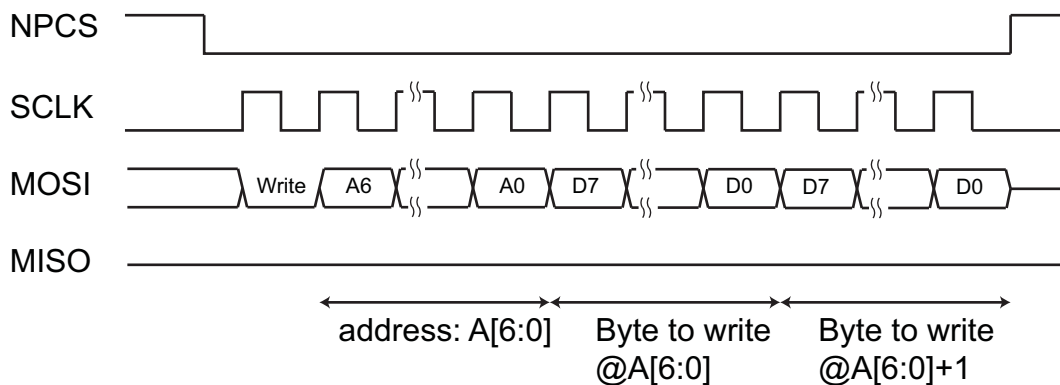 NPCS
SCLK
MOSI Write A6 A0 D7 D0 D7 D0
MISO
address: A[6:0] Byte to write Byte to write
@A[6:0] @A[6:0]+1